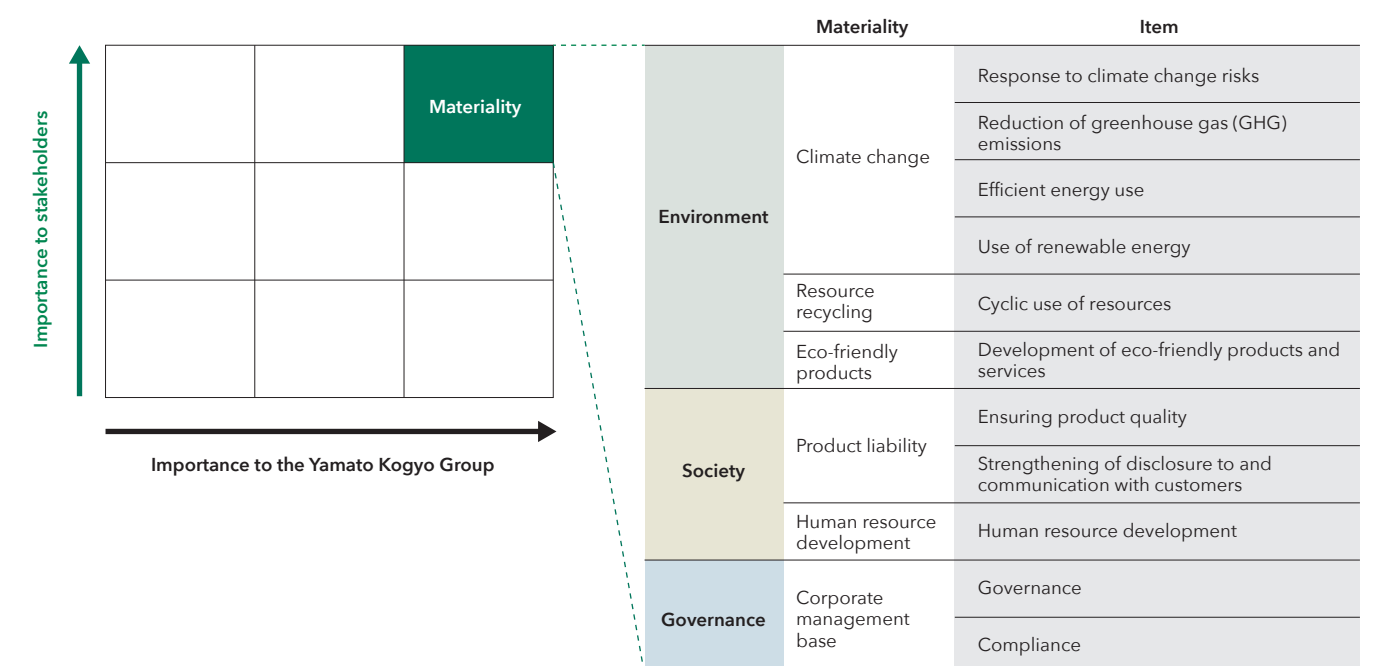 Importance to stakeholders
Materiality
Importance to the Yamato Kogyo Group
Materiality
Item
Environment
Climate change
Response to climate change risks
Reduction of greenhouse gas (GHG)
emissions
Efficient energy use
Use of renewable energy
Resource
recycling
Cyclic use of resources
Eco-friendly
products
Development of eco-friendly products and
services
Society
Product liability
Ensuring product quality
Strengthening of disclosure to and
communication with customers
Human resource
development
Human resource development
Governance
Corporate
management
base
Governance
Compliance